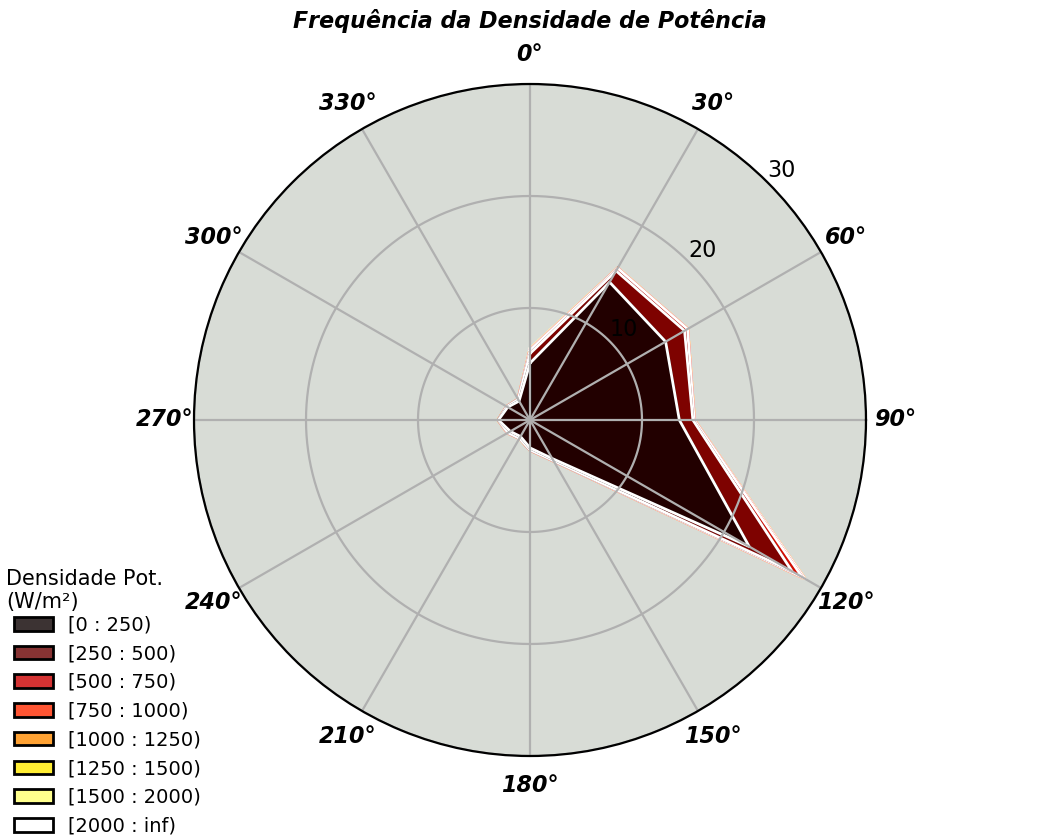 Frequência da Densidade de Potência
0°
330°
30°
30
300°
60°
20
10
270°
90°
240°
120°
210°
150°
180°
Densidade Pot.
(W/m²)
[0 : 250)
[250 : 500)
[500 : 750)
[750 : 1000)
[1000 : 1250)
[1250 : 1500)
[1500 : 2000)
[2000 : inf)